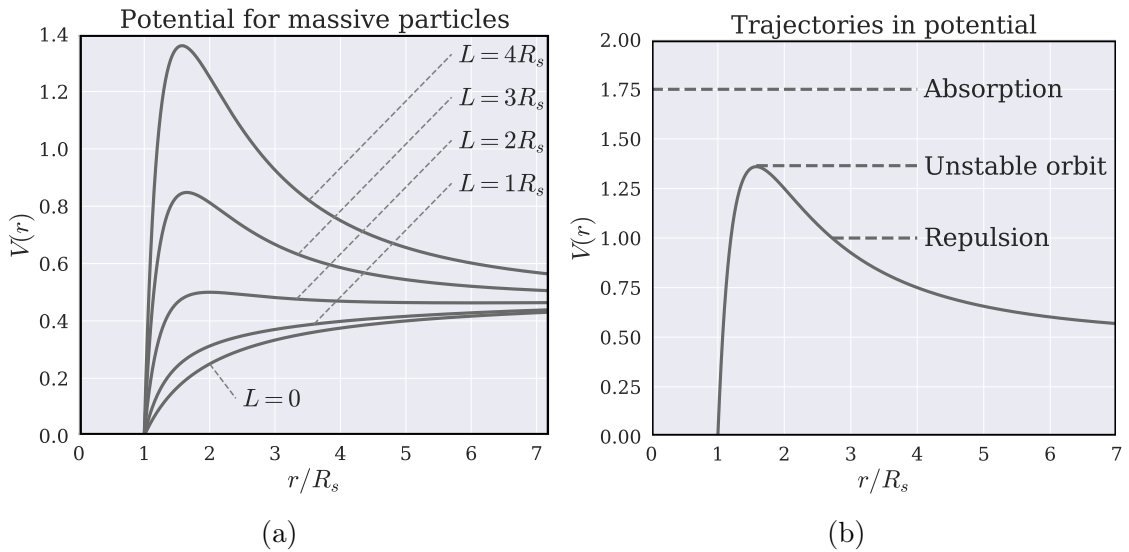 Potential for massive particles
1.4
1.2
1.0
0.8
0.6
0.4
0.2
0.0
V(r)
L = 4R_s
L = 3R_s
L = 2R_s
L = 1R_s
L = 0
0 1 2 3 4 5 6 7
r/R_s
(a)
Trajectories in potential
2.00
1.75
1.50
1.25
1.00
0.75
0.50
0.25
0.00
V(r)
Absorption
Unstable orbit
Repulsion
0 1 2 3 4 5 6 7
r/R_s
(b)